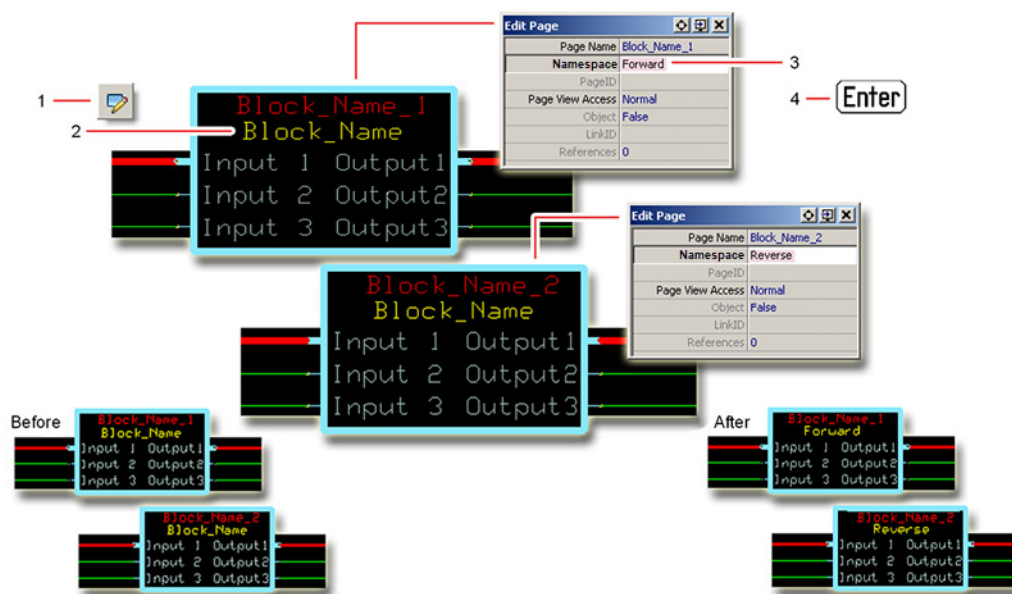 Edit Page
Page Name Block_Name_1
Namespace Forward
PageID
Page View Access Normal
Object False
LinkID
References 0
3
4 Enter
1
2
Block_Name_1
Block_Name
Input 1 Output1
Input 2 Output2
Input 3 Output3
Edit Page
Page Name Block_Name_2
Namespace Reverse
PageID
Page View Access Normal
Object False
LinkID
References 0
Block_Name_2
Block_Name
Input 1 Output1
Input 2 Output2
Input 3 Output3
Before
Block_Name_1
Block_Name
Input 1 Output1
Input 2 Output2
Input 3 Output3
Block_Name_2
Block_Name
Input 1 Output1
Input 2 Output2
Input 3 Output3
After
Block_Name_1
Forward
Input 1 Output1
Input 2 Output2
Input 3 Output3
Block_Name_2
Reverse
Input 1 Output1
Input 2 Output2
Input 3 Output3